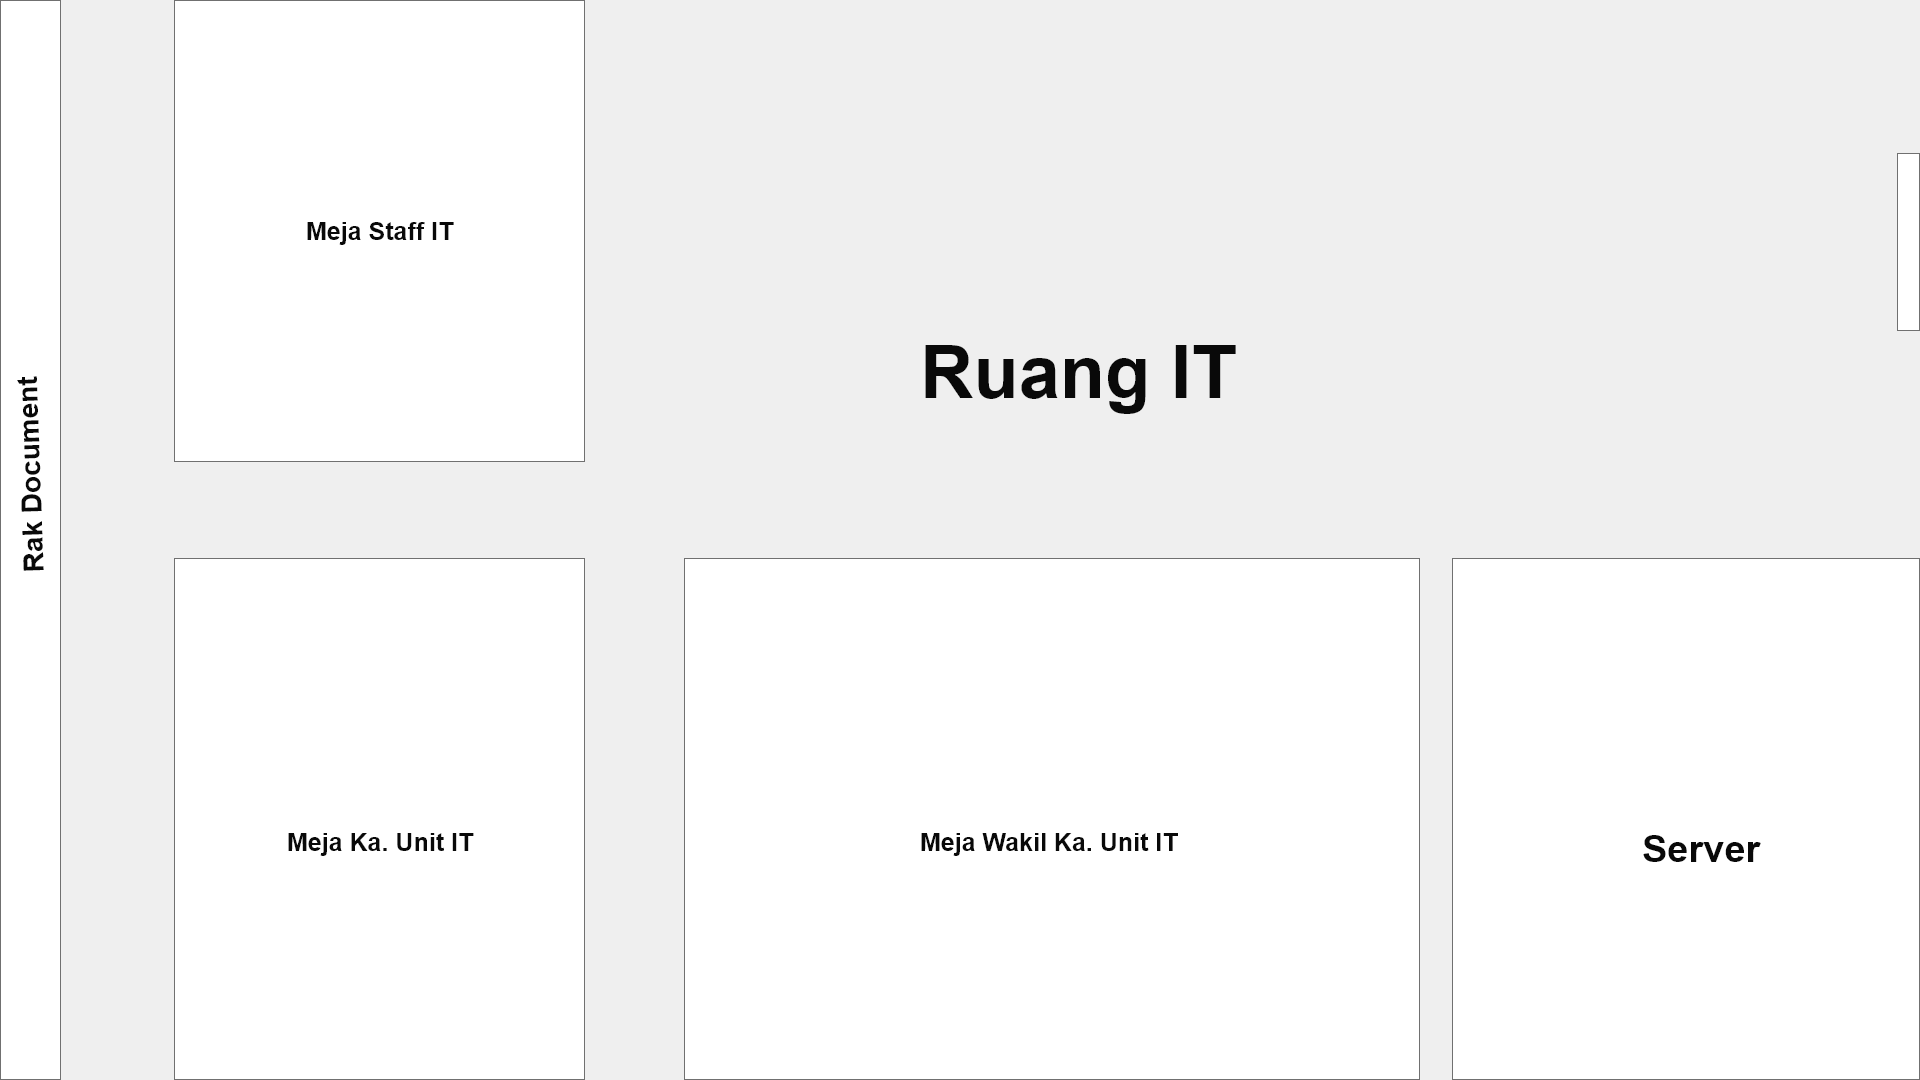 Meja Staff IT
Ruang IT
Rak Document
Meja Ka. Unit IT
Meja Wakil Ka. Unit IT
Server